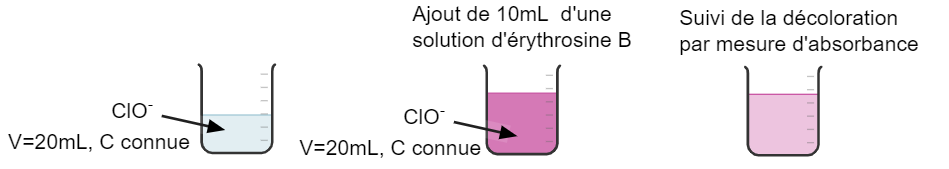 ClO-
V=20mL, C connue
Ajout de 10mL d'une
solution d'érythrosine B
ClO-
V=20mL, C connue
Suivi de la décoloration
par mesure d'absorbance